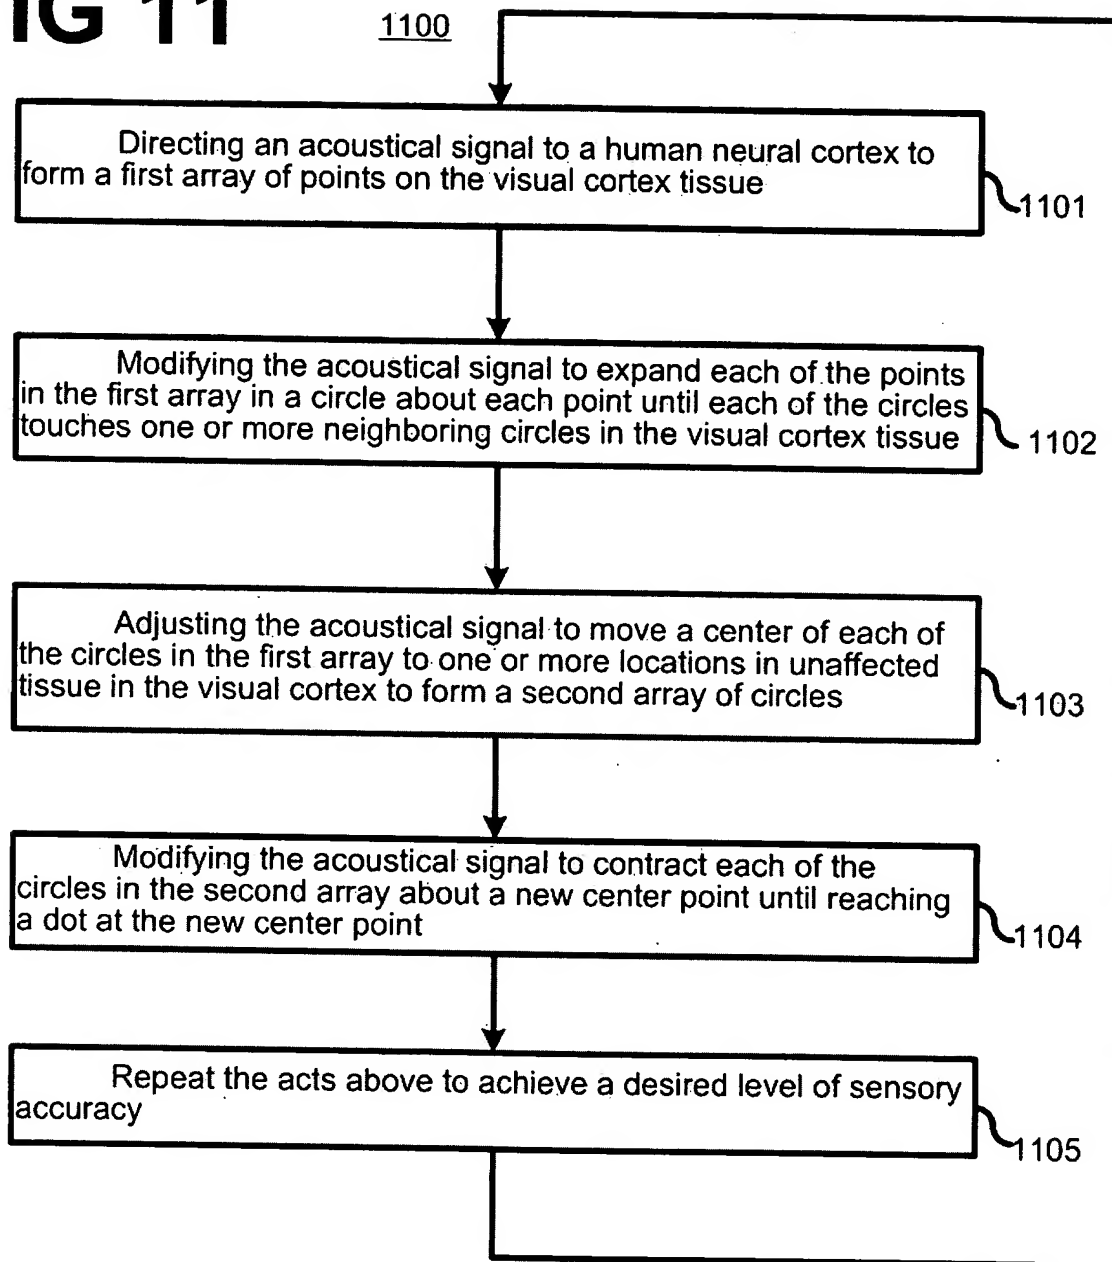 IG 11
1100
Directing an acoustical signal to a human neural cortex to
form a first array of points on the visual cortex tissue
1101
Modifying the acoustical signal to expand each of the points
in the first array in a circle about each point until each of the circles
touches one or more neighboring circles in the visual cortex tissue
1102
Adjusting the acoustical signal to move a center of each of
the circles in the first array to one or more locations in unaffected
tissue in the visual cortex to form a second array of circles
1103
Modifying the acoustical signal to contract each of the
circles in the second array about a new center point until reaching
a dot at the new center point
1104
Repeat the acts above to achieve a desired level of sensory
accuracy
1105